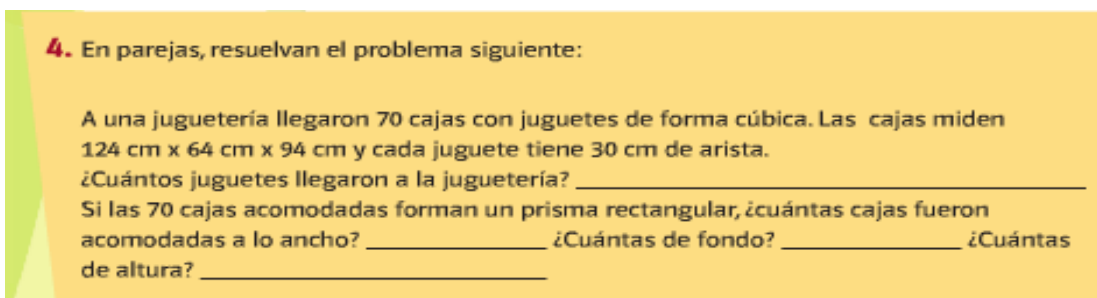 4. En parejas, resuelvan el problema siguiente:
A una juguetería llegaron 70 cajas con juguetes de forma cúbica. Las cajas miden
124 cm x 64 cm x 94 cm y cada juguete tiene 30 cm de arista.
¿Cuántos juguetes llegaron a la juguetería?
Si las 70 cajas acomodadas forman un prisma rectangular, ¿cuántas cajas fueron
acomodadas a lo ancho? ¿Cuántas de fondo? ¿Cuántas
de altura?